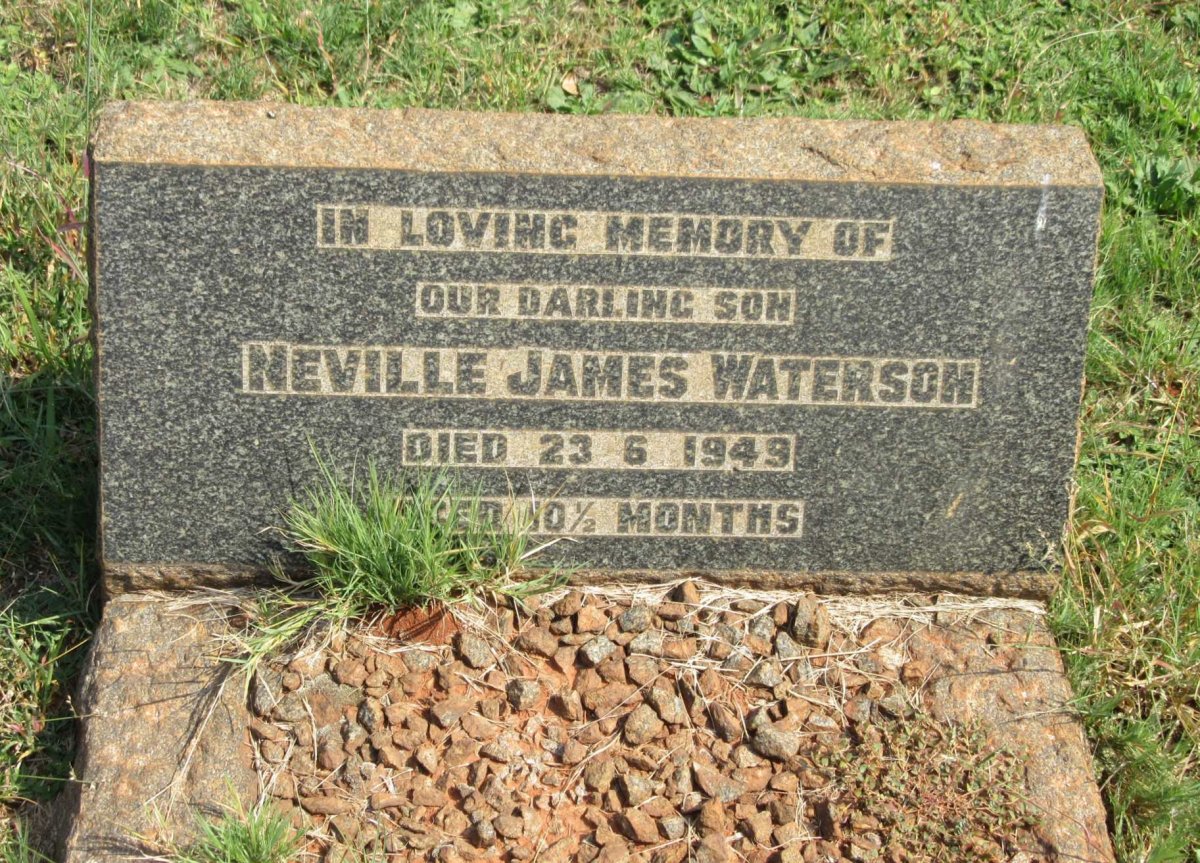 IN LOVING MEMORY OF
OUR DARLING SON
NEVILLE JAMES WATERSON
DIED 23 6 1949
10½ MONTHS